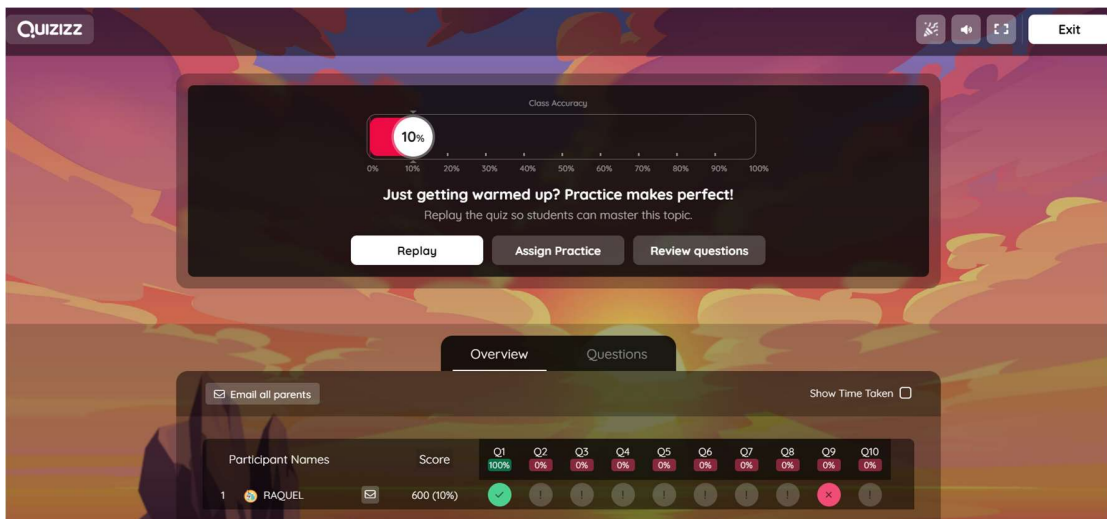 QUIZIZZ
Exit
Class Accuracy
10%
0% 10% 20% 30% 40% 50% 60% 70% 80% 90% 100%
Just getting warmed up? Practice makes perfect!
Replay the quiz so students can master this topic.
Replay Assign Practice Review questions
Overview Questions
Email all parents Show Time Taken
Participant Names Score Q1 Q2 Q3 Q4 Q5 Q6 Q7 Q8 Q9 Q10
100% 0% 0% 0% 0% 0% 0% 0% 0% 0%
1 RAQUEL 600 (10%) ! ! ! ! ! ! ! !